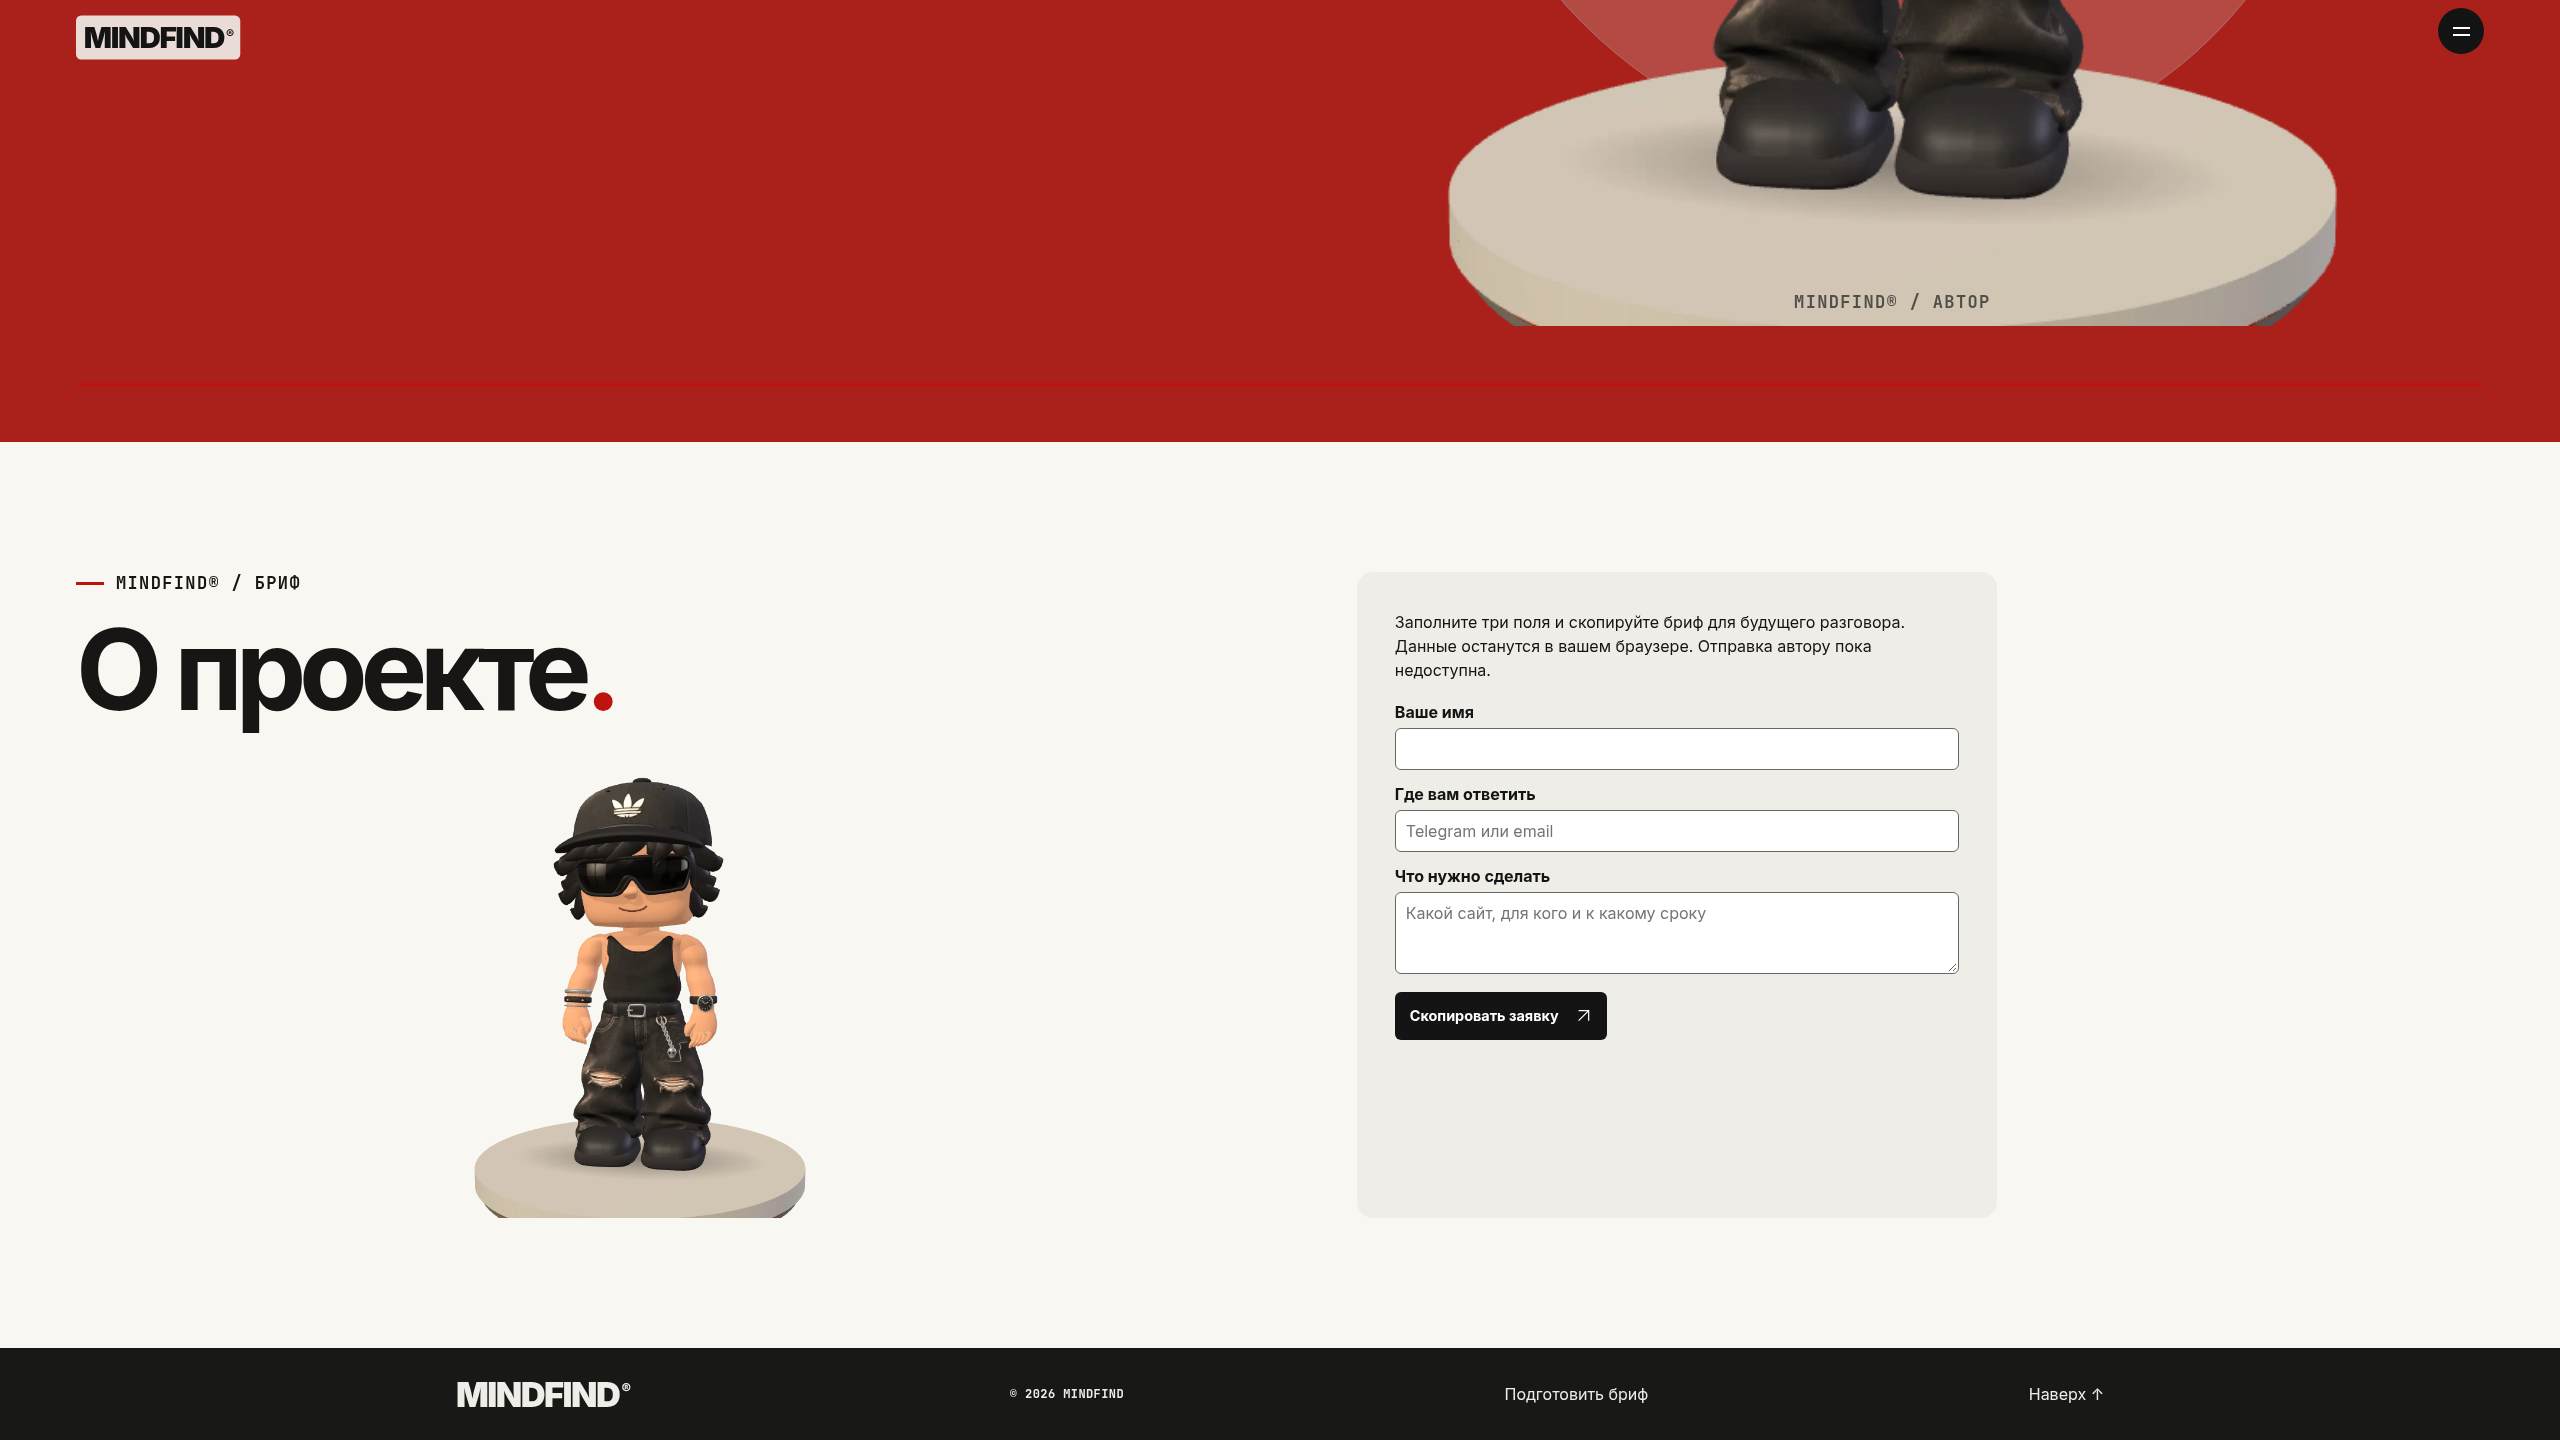 MINDFIND®
MINDFIND® / АВТОР
MINDFIND® / БРИФ
О проекте.
Заполните три поля и скопируйте бриф для будущего разговора.
Данные останутся в вашем браузере. Отправка автору пока
недоступна.
Ваше имя
Где вам ответить
Telegram или email
Что нужно сделать
Какой сайт, для кого и к какому сроку
Скопировать заявку
MINDFIND®
© 2026 MINDFIND
Подготовить бриф
Наверх ↑